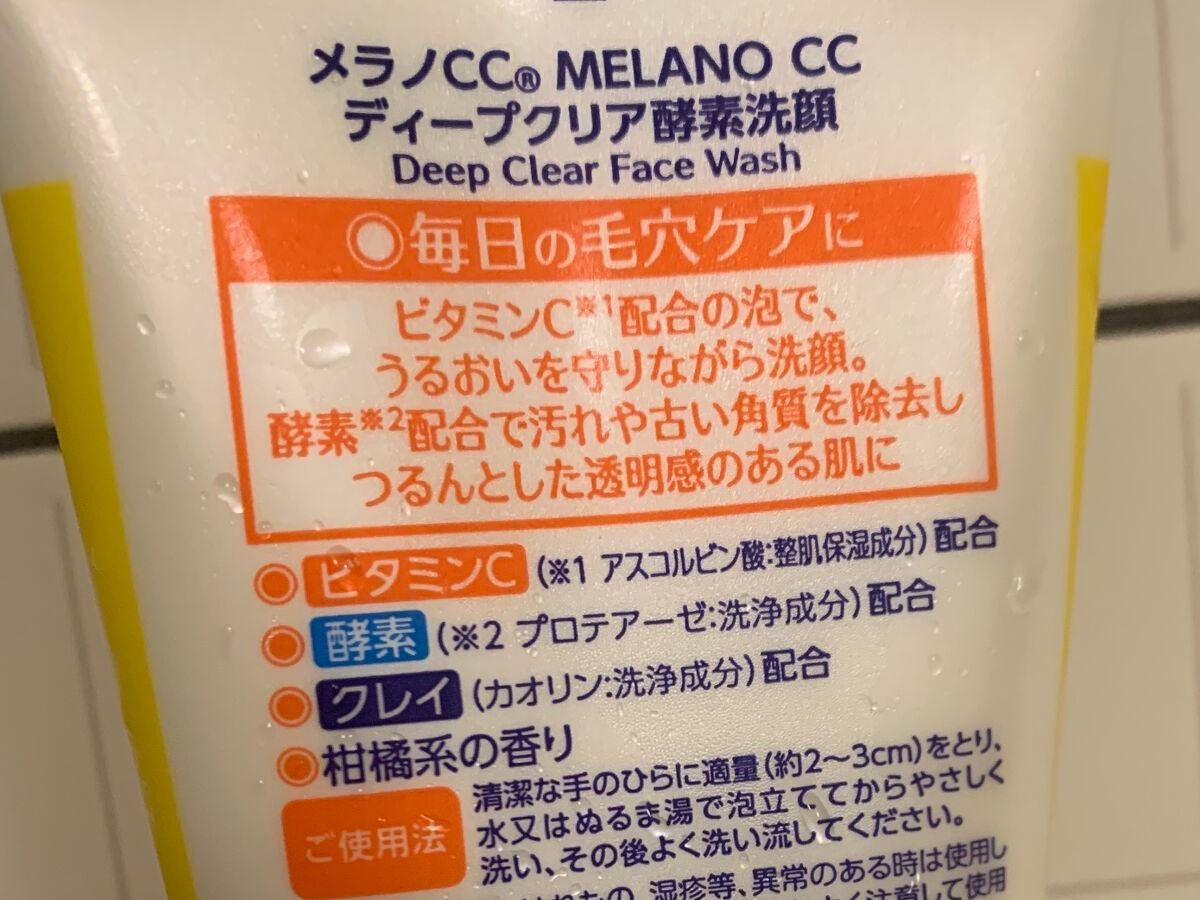 メラノCC® MELANO CC
ディープクリア酵素洗顔
Deep Clear Face Wash
◎毎日の毛穴ケアに
ビタミンC※1配合の泡で、
うるおいを守りながら洗顔。
酵素※2配合で汚れや古い角質を除去し
つるんとした透明感のある肌に
◉ビタミンC(※1 アスコルビン酸:整肌保湿成分)配合
◉酵素(※2 プロテアーゼ:洗浄成分)配合
◉クレイ(カオリン:洗浄成分)配合
◉柑橘系の香り
ご使用法
清潔な手のひらに適量(約2〜3cm)をとり、
水又はぬるま湯で泡立ててからやさしく
洗い、その後よく洗い流してください。
湿疹等、異常のある時は使用し
注意して使用